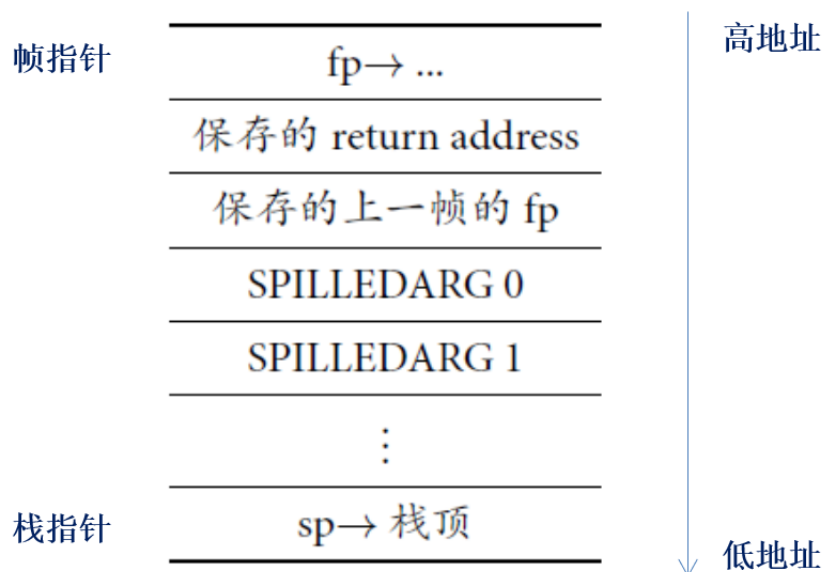 高地址
帧指针
fp→ ...
保存的 return address
保存的上一帧的 fp
SPILLEDARG 0
SPILLEDARG 1
⋮
栈指针
sp→ 栈顶
低地址